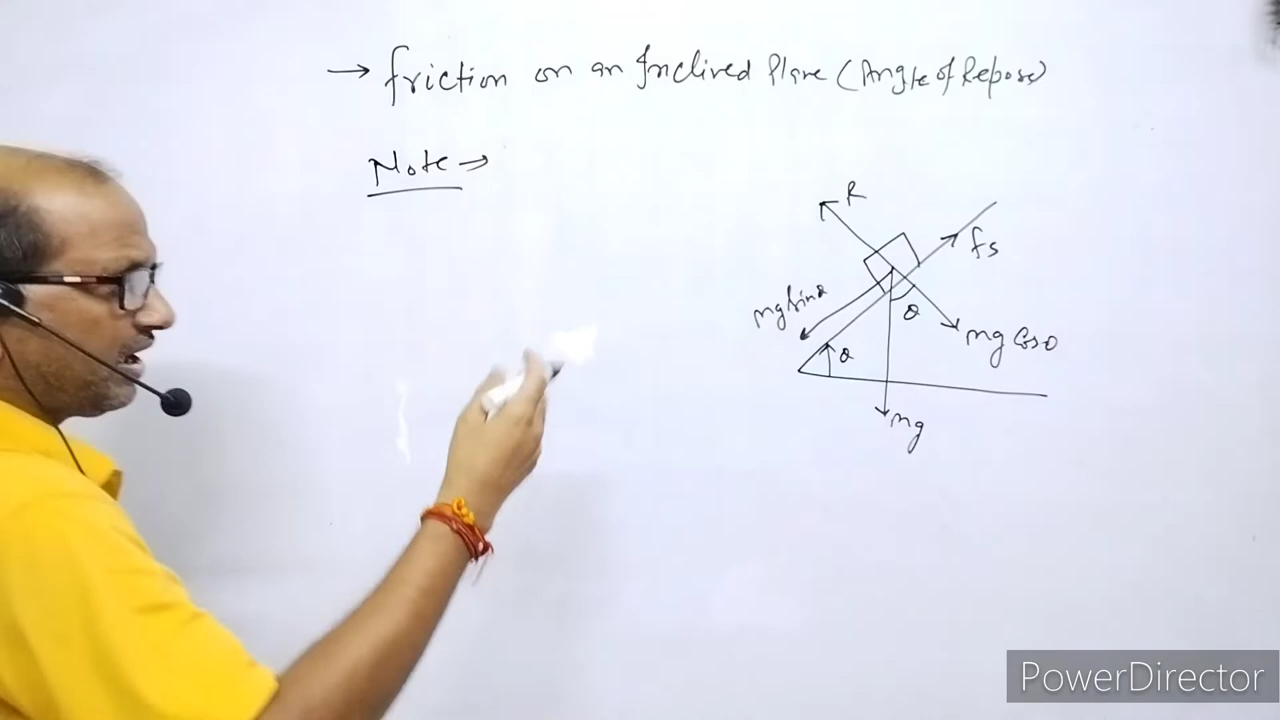 → friction on an Inclined Plane (Angle of Repose)
Note →
R
fs
mg Sinθ
θ
mg Cosθ
θ
mg
PowerDirector